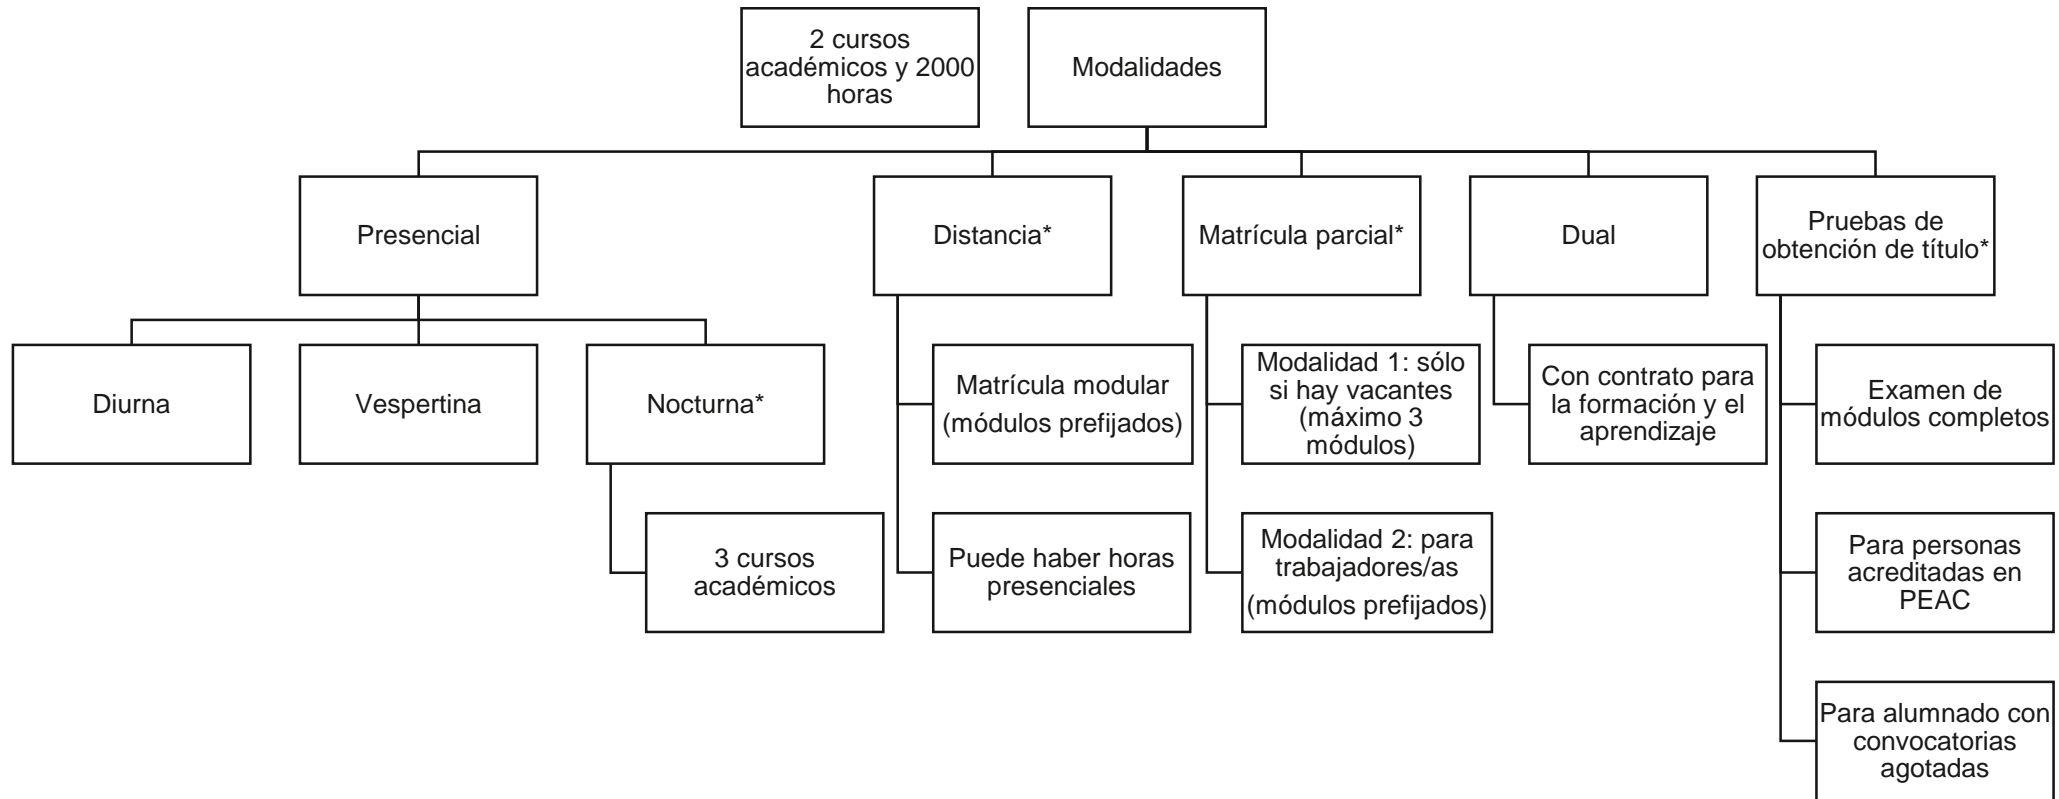 2 cursos
académicos y 2000
horas
Modalidades
Presencial
Distancia*
Matrícula parcial*
Dual
Pruebas de
obtención de título*
Diurna
Vespertina
Nocturna*
3 cursos
académicos
Matrícula modular
(módulos prefijados)
Puede haber horas
presenciales
Modalidad 1: sólo
si hay vacantes
(máximo 3
módulos)
Modalidad 2: para
trabajadores/as
(módulos prefijados)
Con contrato para
la formación y el
aprendizaje
Examen de
módulos completos
Para personas
acreditadas en
PEAC
Para alumnado con
convocatorias
agotadas